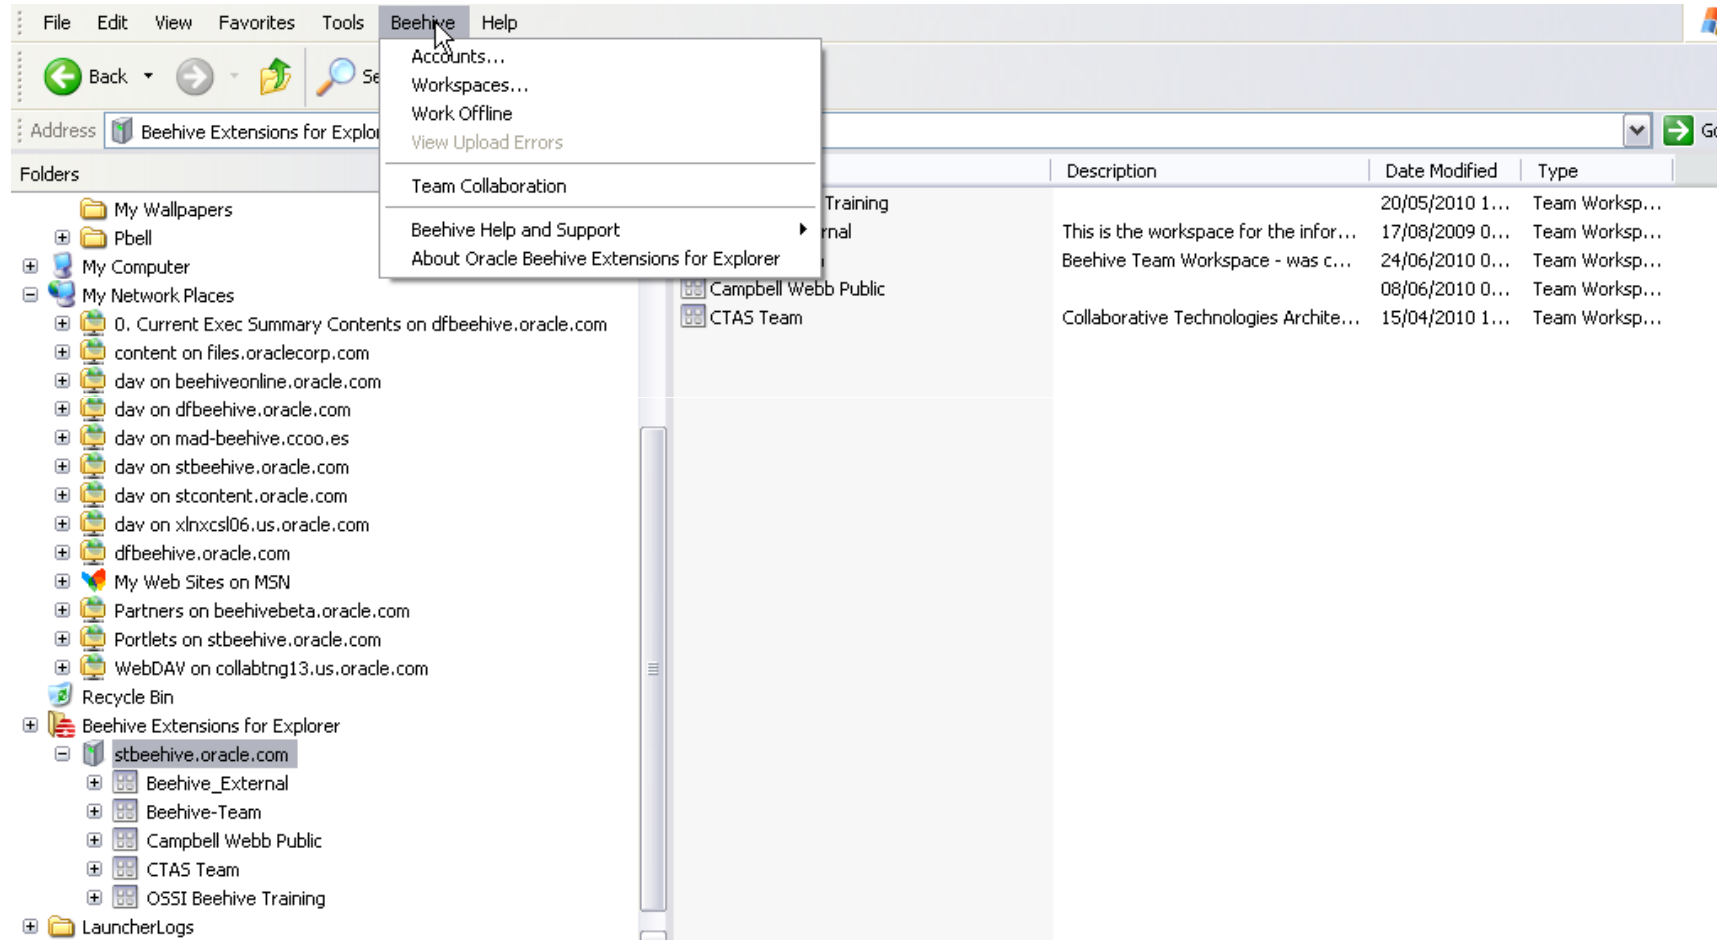 File Edit View Favorites Tools Beehive Help
Accounts...
Back
Workspaces...
Work Offline
Address Beehive Extensions for Explor
View Upload Errors
Team Collaboration
Beehive Help and Support
About Oracle Beehive Extensions for Explorer
Folders
My Wallpapers
Pbell
My Computer
My Network Places
0. Current Exec Summary Contents on dfbeehive.oracle.com
content on files.oraclecorp.com
dav on beehiveonline.oracle.com
dav on dfbeehive.oracle.com
dav on mad-beehive.ccoo.es
dav on stbeehive.oracle.com
dav on stcontent.oracle.com
dav on xlnxcsl06.us.oracle.com
dfbeehive.oracle.com
My Web Sites on MSN
Partners on beehivebeta.oracle.com
Portlets on stbeehive.oracle.com
WebDAV on collabtng13.us.oracle.com
Recycle Bin
Beehive Extensions for Explorer
stbeehive.oracle.com
Beehive_External
Beehive-Team
Campbell Webb Public
CTAS Team
OSSI Beehive Training
LauncherLogs
Description Date Modified Type
Training 20/05/2010 1... Team Worksp...
rnal This is the workspace for the infor... 17/08/2009 0... Team Worksp...
Beehive Team Workspace - was c... 24/06/2010 0... Team Worksp...
Campbell Webb Public 08/06/2010 0... Team Worksp...
CTAS Team Collaborative Technologies Archite... 15/04/2010 1... Team Worksp...